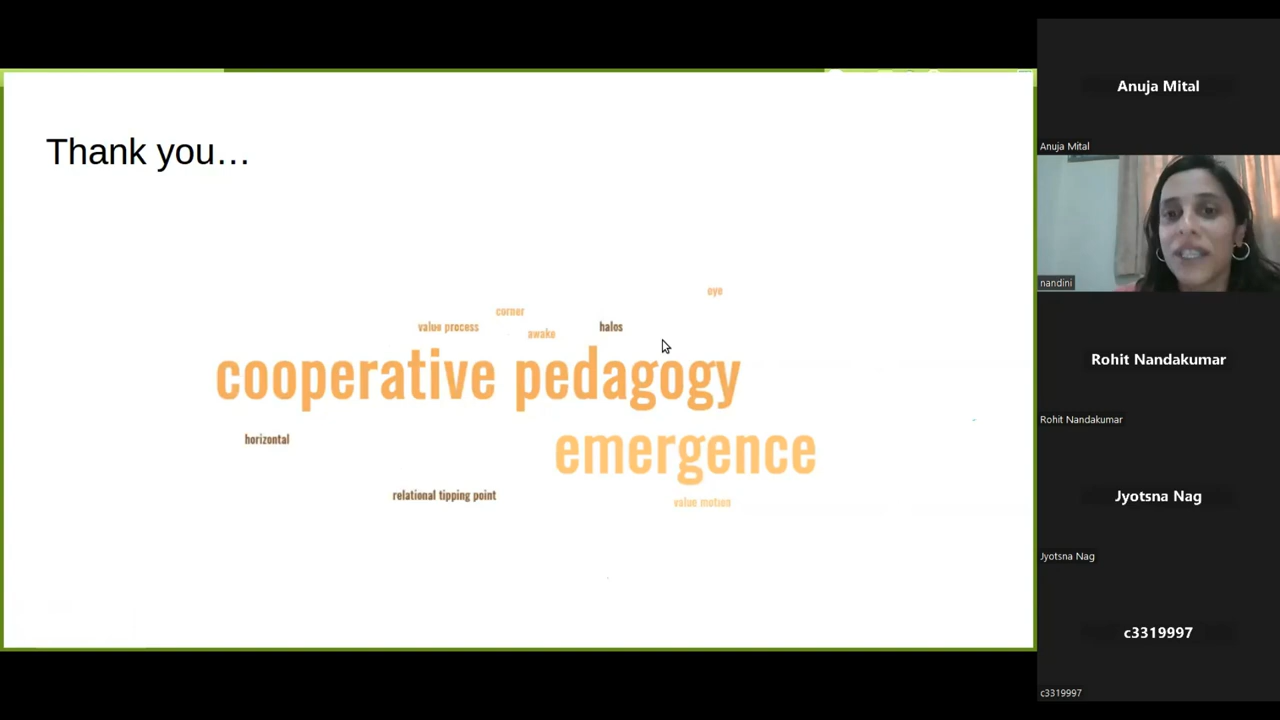 Thank you…
eye
corner
value process
awake
halos
cooperative pedagogy
horizontal
emergence
relational tipping point
value motion
Anuja Mital
Anuja Mital
nandini
Rohit Nandakumar
Rohit Nandakumar
Jyotsna Nag
Jyotsna Nag
c3319997
c3319997